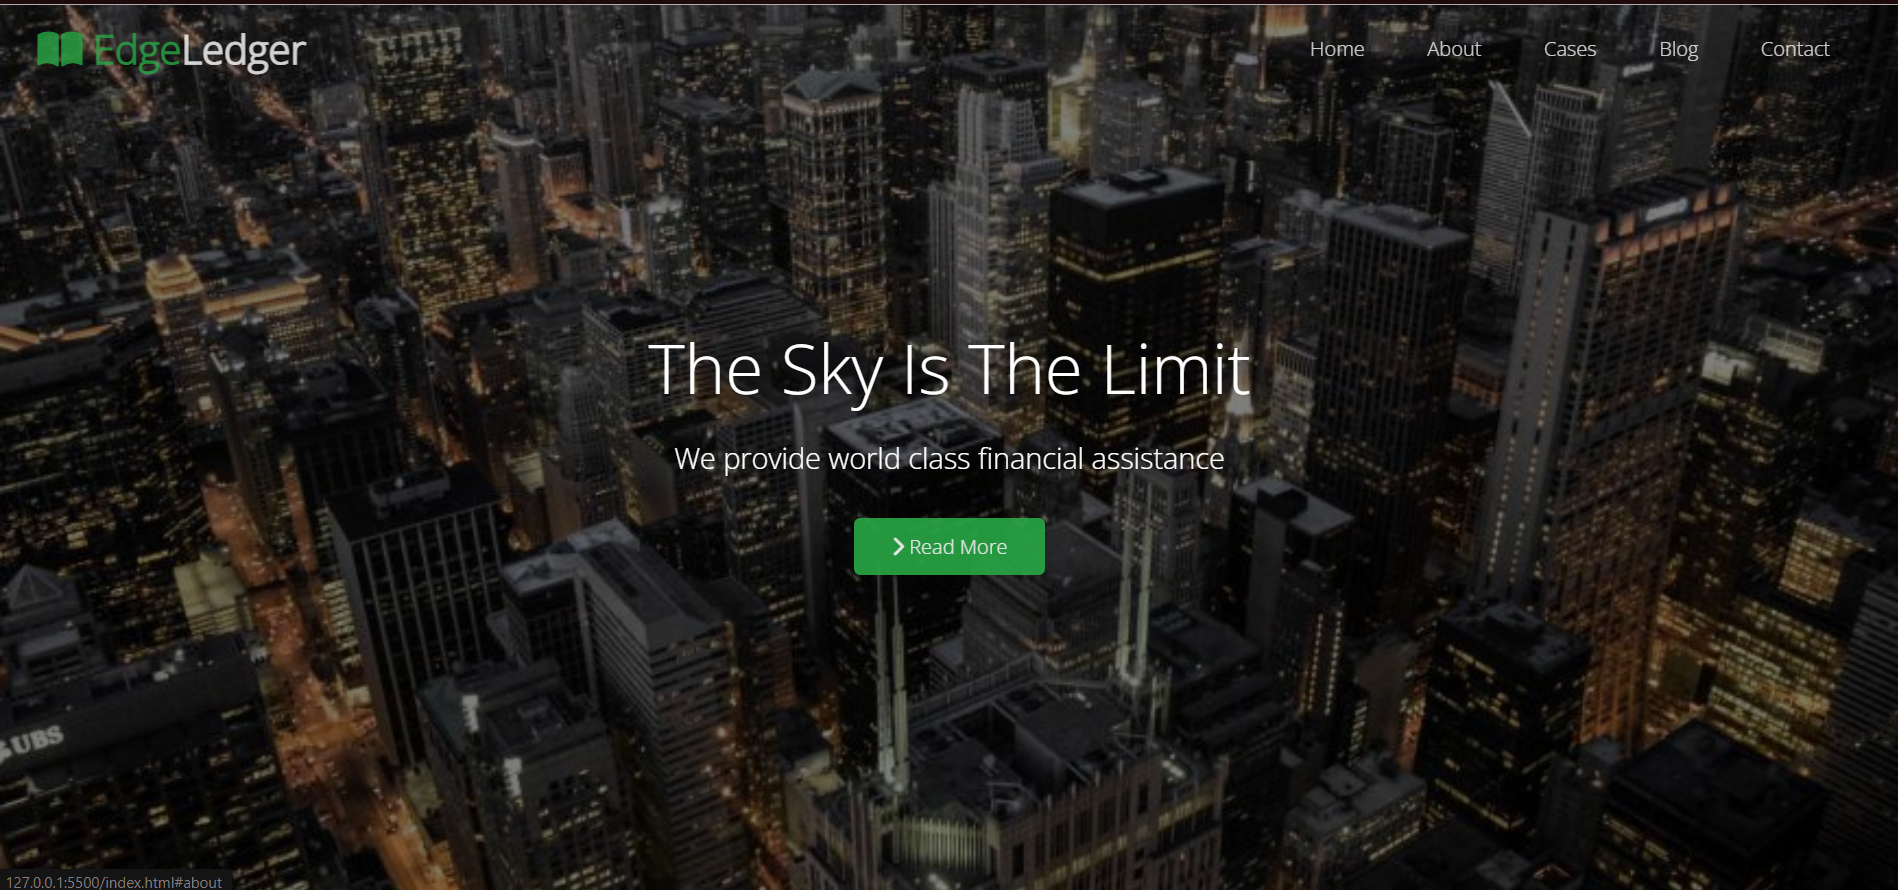 EdgeLedger
Home About Cases Blog Contact
The Sky Is The Limit
We provide world class financial assistance
Read More
UBS
127.0.0.1:5500/index.html#about